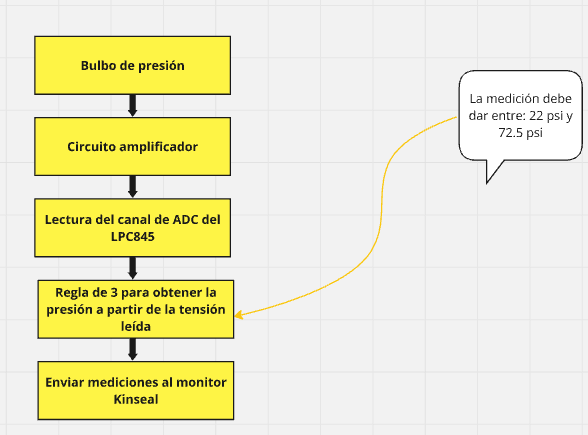 Bulbo de presión
Circuito amplificador
Lectura del canal de ADC del
LPC845
Regla de 3 para obtener la
presión a partir de la tensión
leída
Enviar mediciones al monitor
Kinseal
La medición debe
dar entre: 22 psi y
72.5 psi